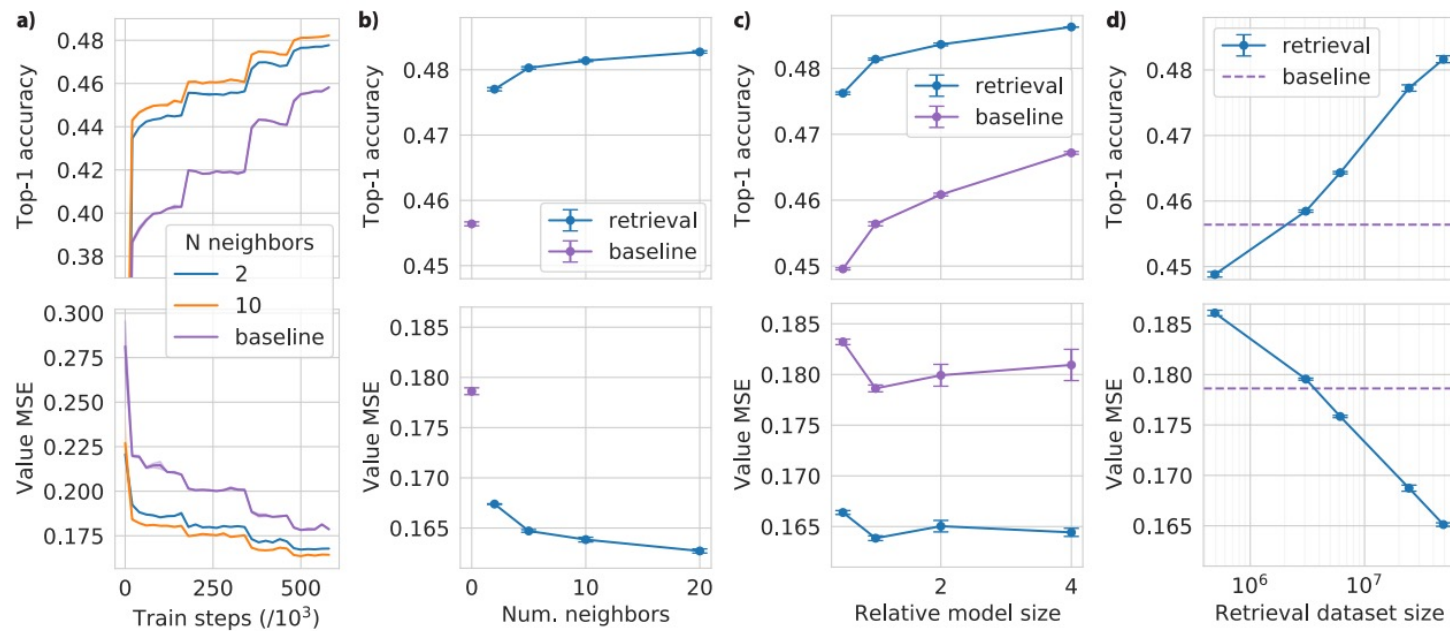 a)
Top-1 accuracy
0.48
0.46
0.44
0.42
0.40
0.38
N neighbors
2
10
baseline
Value MSE
0.300
0.275
0.250
0.225
0.200
0.175
0
250
500
Train steps (/10³)
b)
Top-1 accuracy
0.48
0.47
0.46
0.45
retrieval
baseline
Value MSE
0.185
0.180
0.175
0.170
0.165
0
10
20
Num. neighbors
c)
Top-1 accuracy
0.48
0.47
0.46
0.45
retrieval
baseline
Value MSE
0.185
0.180
0.175
0.170
0.165
2
4
Relative model size
d)
Top-1 accuracy
retrieval
baseline
0.48
0.47
0.46
0.45
Value MSE
0.185
0.180
0.175
0.170
0.165
10⁶
10⁷
Retrieval dataset size